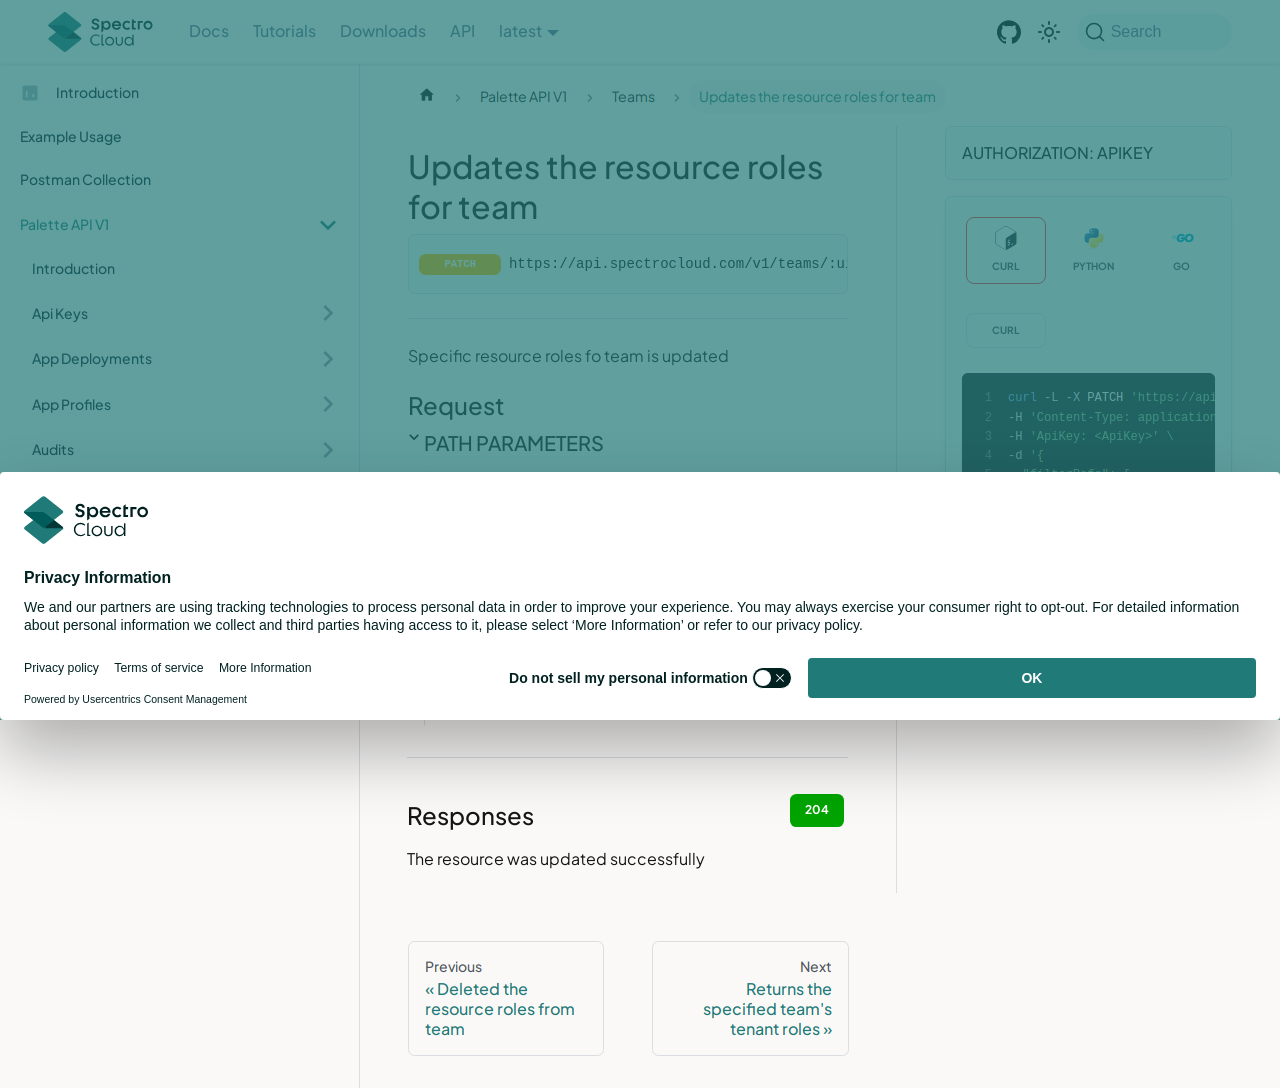 Spectro Cloud
Docs
Tutorials
Downloads
API
latest
Search
Introduction
Example Usage
Postman Collection
Palette API V1
Introduction
Api Keys
App Deployments
App Profiles
Audits
Palette API V1
Teams
Updates the resource roles for team
Updates the resource roles
for team
PATCH https://api.spectrocloud.com/v1/teams/:u
Specific resource roles fo team is updated
Request
PATH PARAMETERS
AUTHORIZATION: APIKEY
CURL
PYTHON
GO
CURL
1 curl -L -X PATCH 'https://api
2 -H 'Content-Type: application
3 -H 'ApiKey: <ApiKey>' \
4 -d '{
Spectro
Cloud
Privacy Information
We and our partners are using tracking technologies to process personal data in order to improve your experience. You may always exercise your consumer right to opt-out. For detailed information
about personal information we collect and third parties having access to it, please select ‘More Information’ or refer to our privacy policy.
Privacy policy
Terms of service
More Information
Do not sell my personal information
OK
Powered by Usercentrics Consent Management
Responses
204
The resource was updated successfully
Previous
« Deleted the
resource roles from
team
Next
Returns the
specified team's
tenant roles »